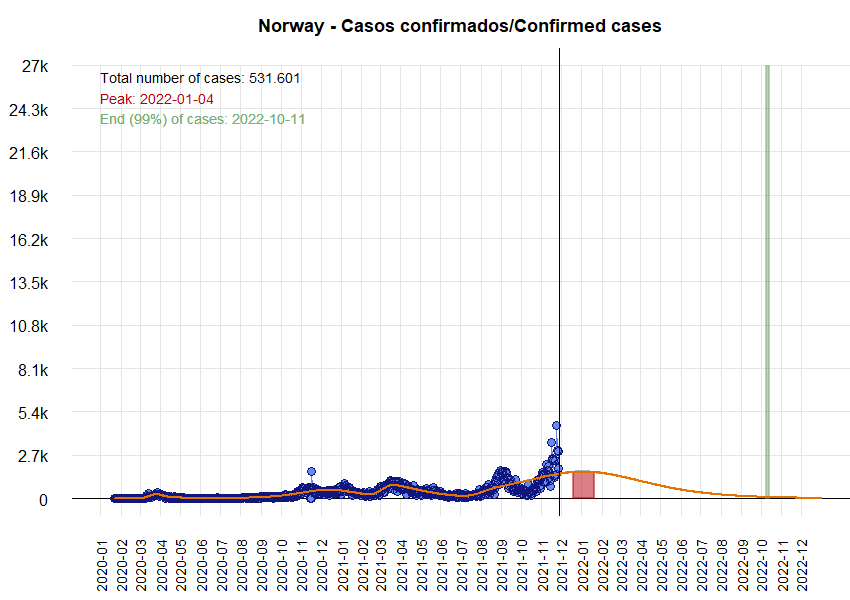 Norway - Casos confirmados/Confirmed cases
27k
Total number of cases: 531.601
Peak: 2022-01-04
24.3k
End (99%) of cases: 2022-10-11
21.6k
18.9k
16.2k
13.5k
10.8k
8.1k
5.4k
2.7k
0
2020-01
2020-02
2020-03
2020-04
2020-05
2020-06
2020-07
2020-08
2020-09
2020-10
2020-11
2020-12
2021-01
2021-02
2021-03
2021-04
2021-05
2021-06
2021-07
2021-08
2021-09
2021-10
2021-11
2021-12
2022-01
2022-02
2022-03
2022-04
2022-05
2022-06
2022-07
2022-08
2022-09
2022-10
2022-11
2022-12